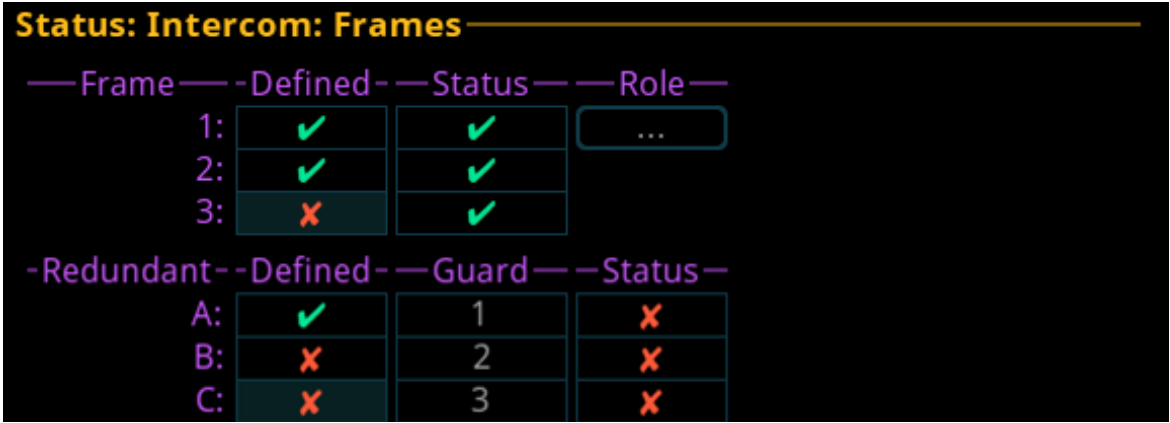 Status: Intercom: Frames
Frame Defined Status Role
1: ✔ ✔ ...
2: ✔ ✔
3: ✘ ✔
Redundant Defined Guard Status
A: ✔ 1 ✘
B: ✘ 2 ✘
C: ✘ 3 ✘